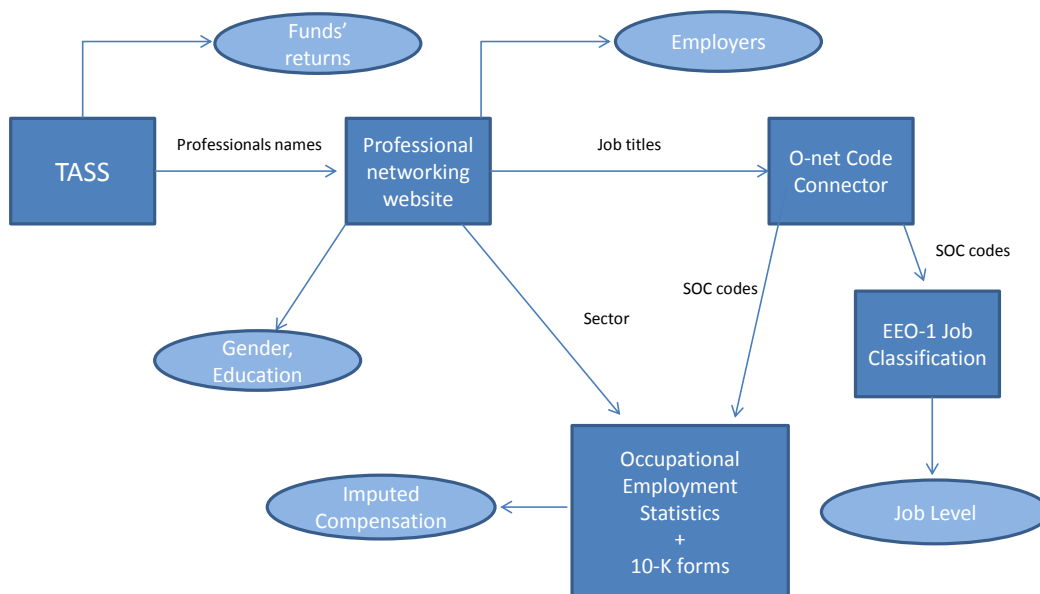 Funds'
returns
Employers
TASS
Professionals names
Professional
networking
website
Job titles
O-net Code
Connector
SOC codes
SOC codes
Sector
EEO-1 Job
Classification
Gender,
Education
Occupational
Employment
Statistics
+
10-K forms
Imputed
Compensation
Job Level